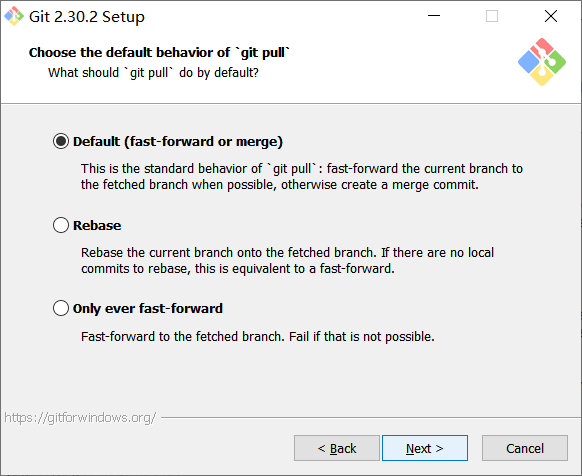 Git 2.30.2 Setup
Choose the default behavior of `git pull`
What should `git pull` do by default?
Default (fast-forward or merge)
This is the standard behavior of `git pull`: fast-forward the current branch to
the fetched branch when possible, otherwise create a merge commit.
Rebase
Rebase the current branch onto the fetched branch. If there are no local
commits to rebase, this is equivalent to a fast-forward.
Only ever fast-forward
Fast-forward to the fetched branch. Fail if that is not possible.
https://gitforwindows.org/
< Back
Next >
Cancel